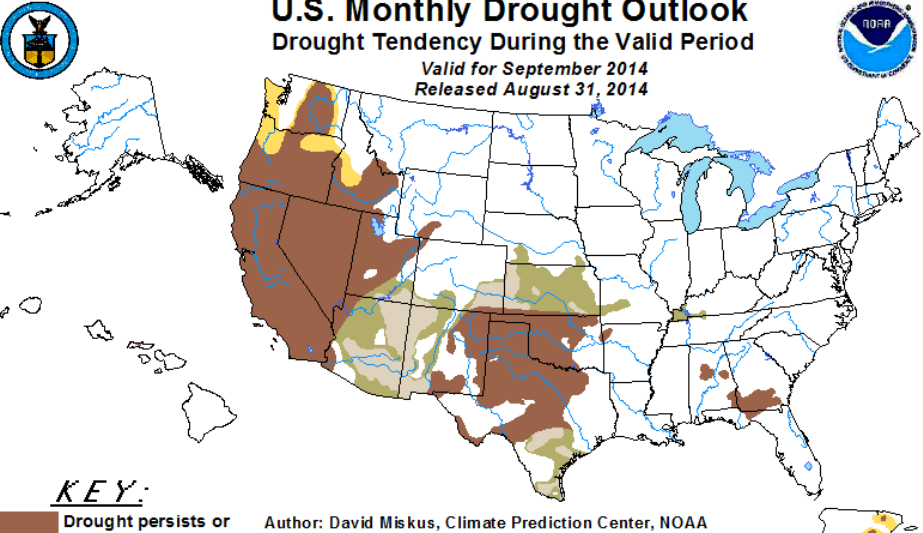 U.S. Monthly Drought Outlook
Drought Tendency During the Valid Period
Valid for September 2014
Released August 31, 2014
NOAA
KEY:
Drought persists or
Author: David Miskus, Climate Prediction Center, NOAA